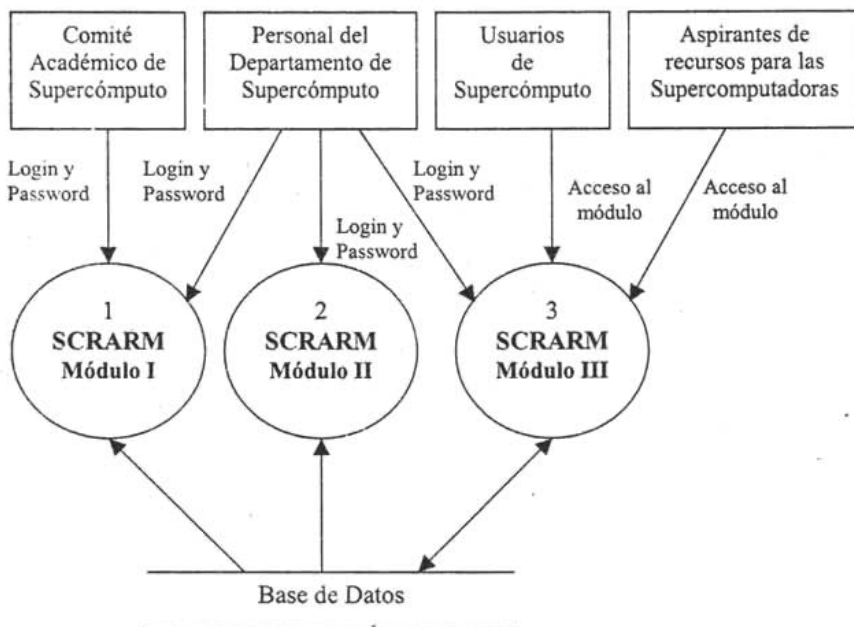 Comité
Académico de
Supercómputo
Personal del
Departamento de
Supercómputo
Usuarios
de
Supercómputo
Aspirantes de
recursos para las
Supercomputadoras
Login y
Password
Login y
Password
Login y
Password
Login y
Password
Acceso al
módulo
Acceso al
módulo
1
SCRARM
Módulo I
2
SCRARM
Módulo II
3
SCRARM
Módulo III
Base de Datos